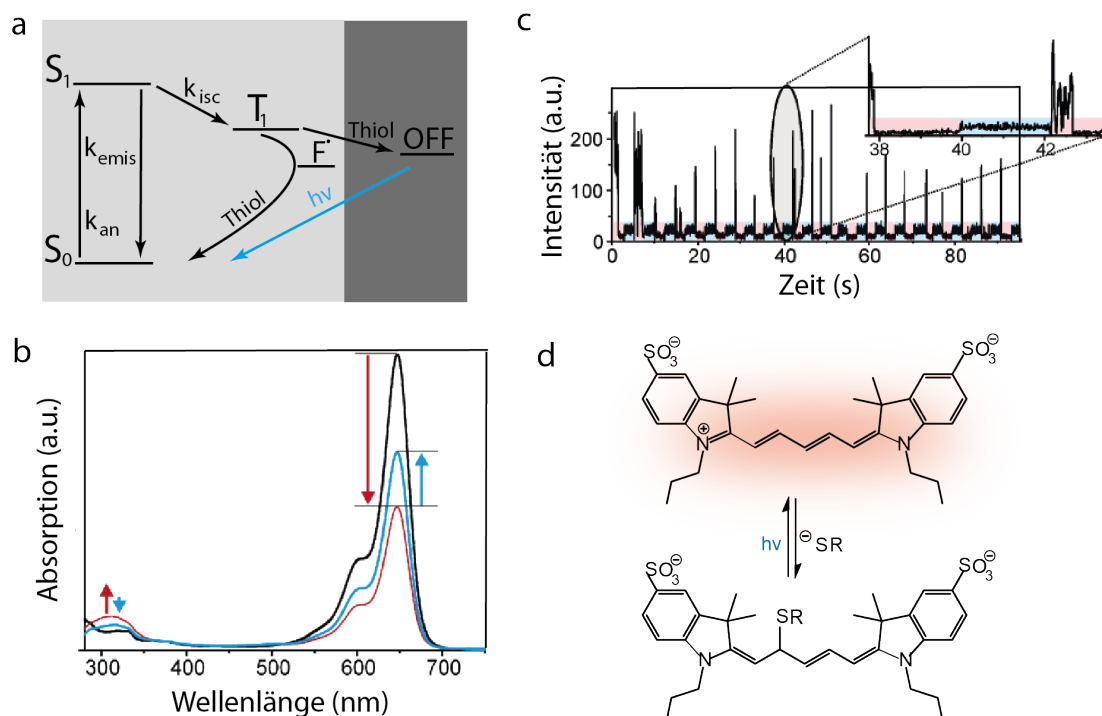 a
S1
kisc
T1
Thiol
OFF
F•
kemis
hν
Thiol
kan
S0
b
Absorption (a.u.)
300 400 500 600 700
Wellenlänge (nm)
c
Intensität (a.u.)
200
100
0
38 40 42
0 20 40 60 80
Zeit (s)
d
SO3⊖
SO3⊖
N⊕
N
hν
⊖SR
SO3⊖
SO3⊖
SR
N
N